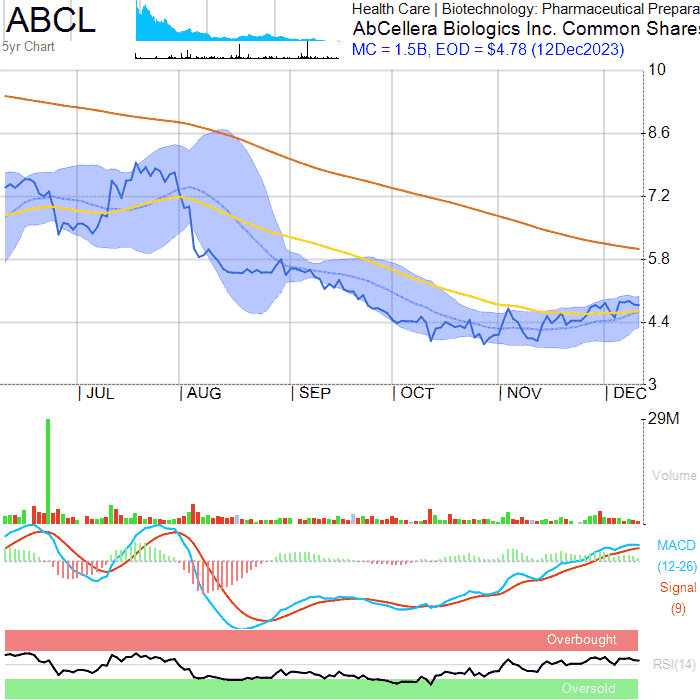 ABCL
5yr Chart
Health Care | Biotechnology: Pharmaceutical Prepara
AbCellera Biologics Inc. Common Shares
MC = 1.5B, EOD = $4.78 (12Dec2023)
10
8.6
7.2
5.8
4.4
3
| JUL | AUG | SEP | OCT | NOV | DEC
29M
Volume
MACD
(12-26)
Signal
(9)
Overbought
RSI(14)
Oversold